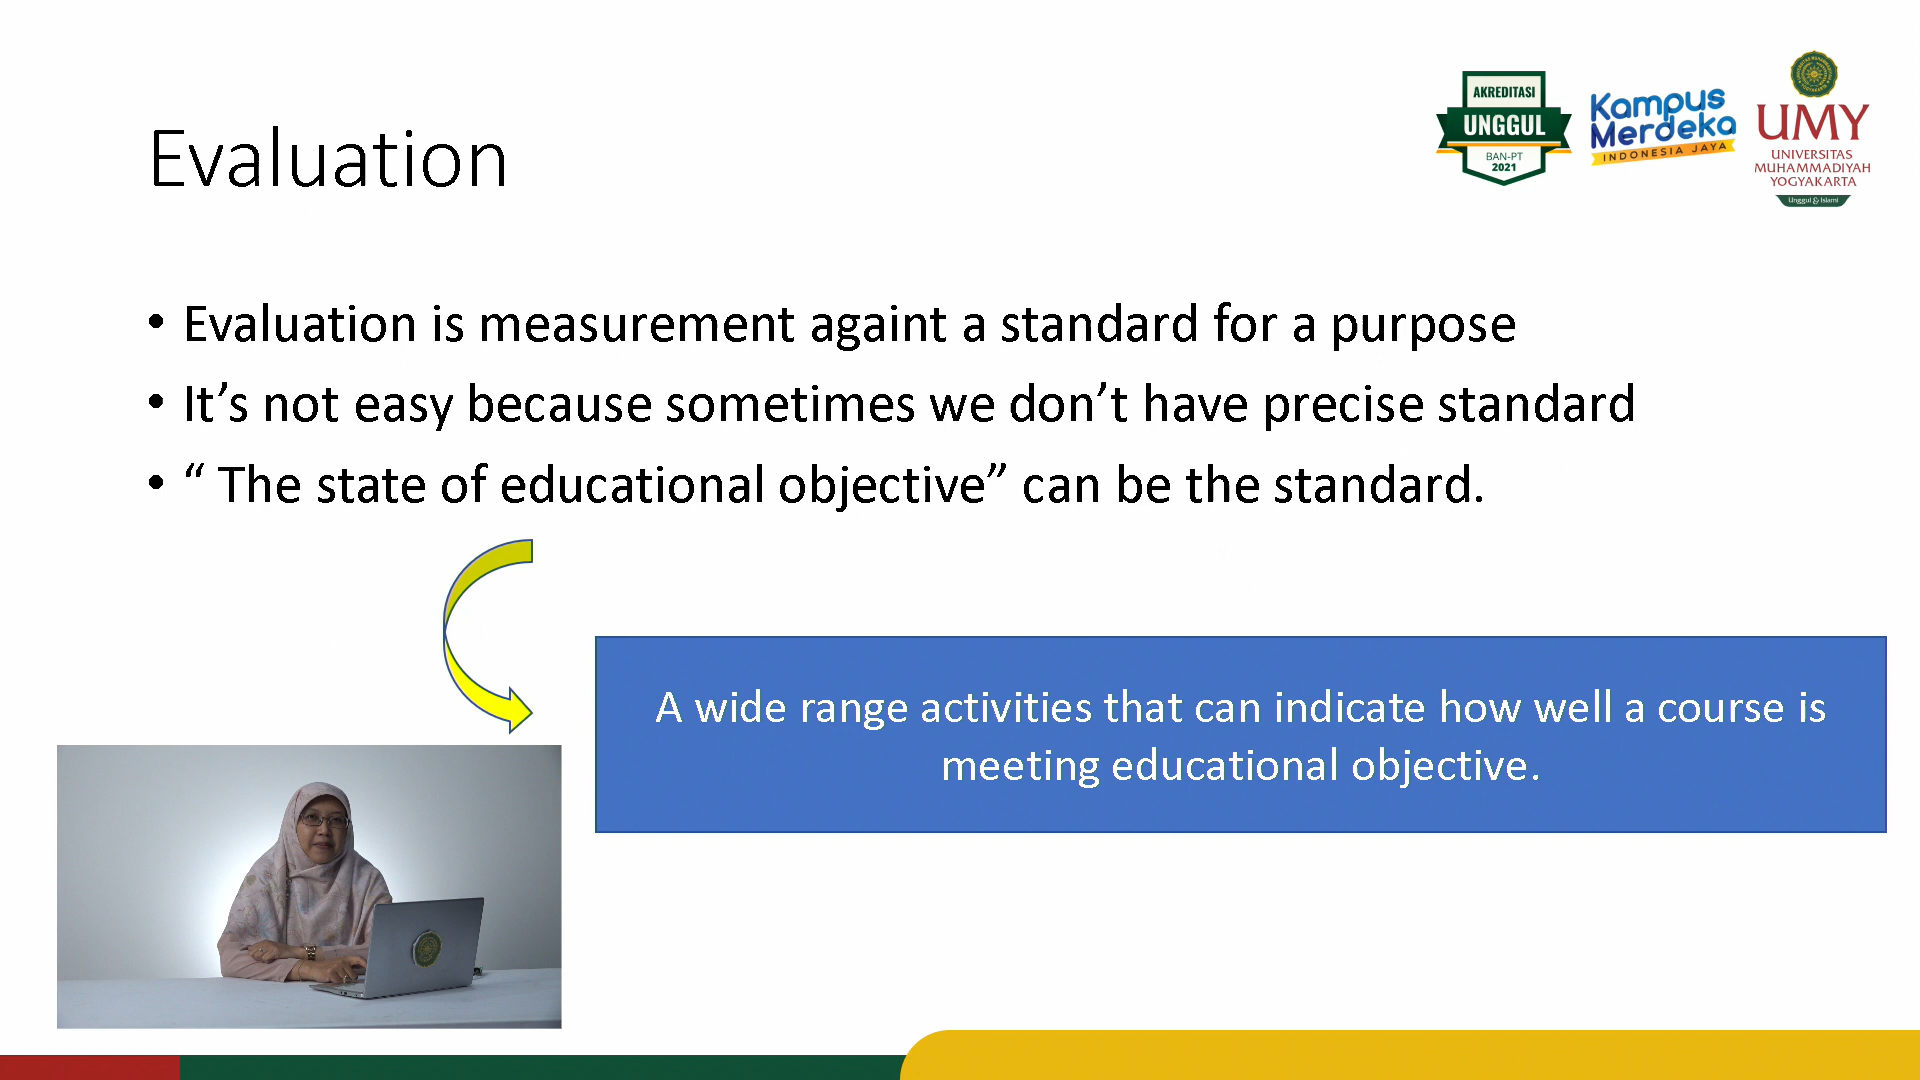 Evaluation
AKREDITASI
UNGGUL
BAN-PT
2021
Kampus
Merdeka
INDONESIA JAYA
UMY
UNIVERSITAS
MUHAMMADIYAH
YOGYAKARTA
Unggul & Islami
• Evaluation is measurement againt a standard for a purpose
• It’s not easy because sometimes we don’t have precise standard
• “ The state of educational objective” can be the standard.
A wide range activities that can indicate how well a course is
meeting educational objective.